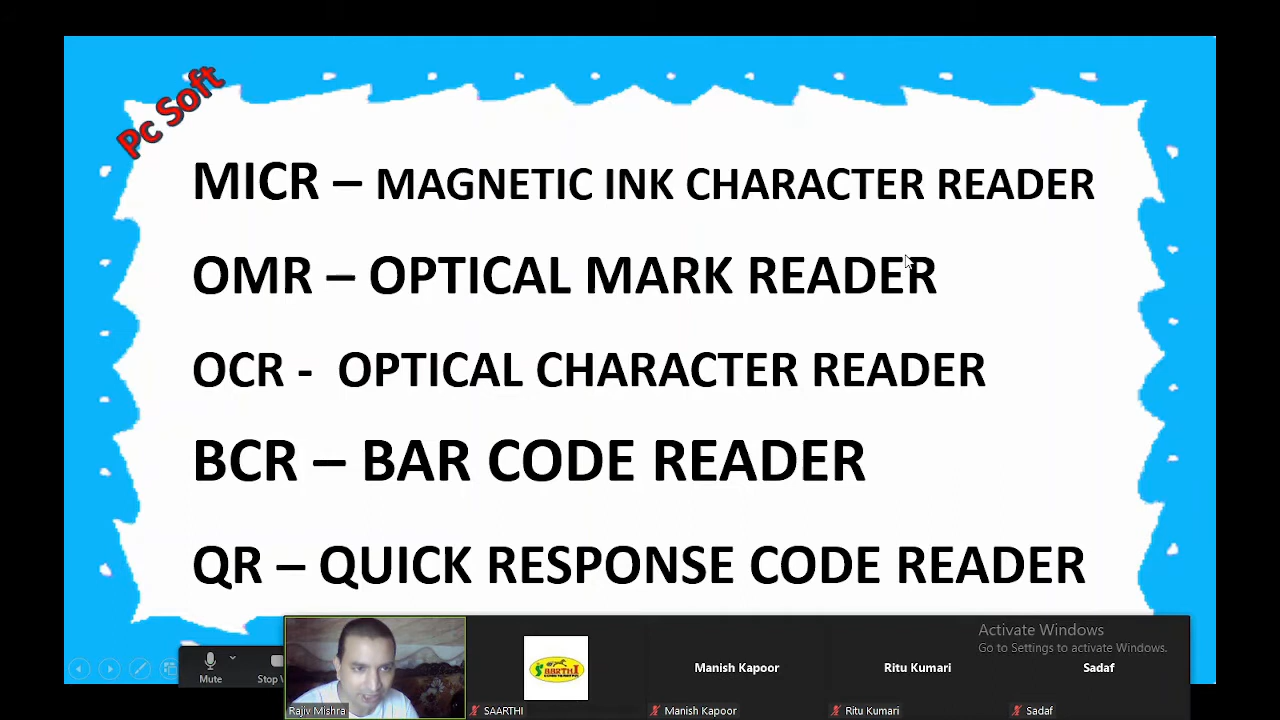 Pc Soft
MICR – MAGNETIC INK CHARACTER READER
OMR – OPTICAL MARK READER
OCR - OPTICAL CHARACTER READER
BCR – BAR CODE READER
QR – QUICK RESPONSE CODE READER
Activate Windows
Go to Settings to activate Windows.
Mute
Stop V
Rajiv Mishra
SAARTHI
SAARTHI
Manish Kapoor
Manish Kapoor
Ritu Kumari
Ritu Kumari
Sadaf
Sadaf